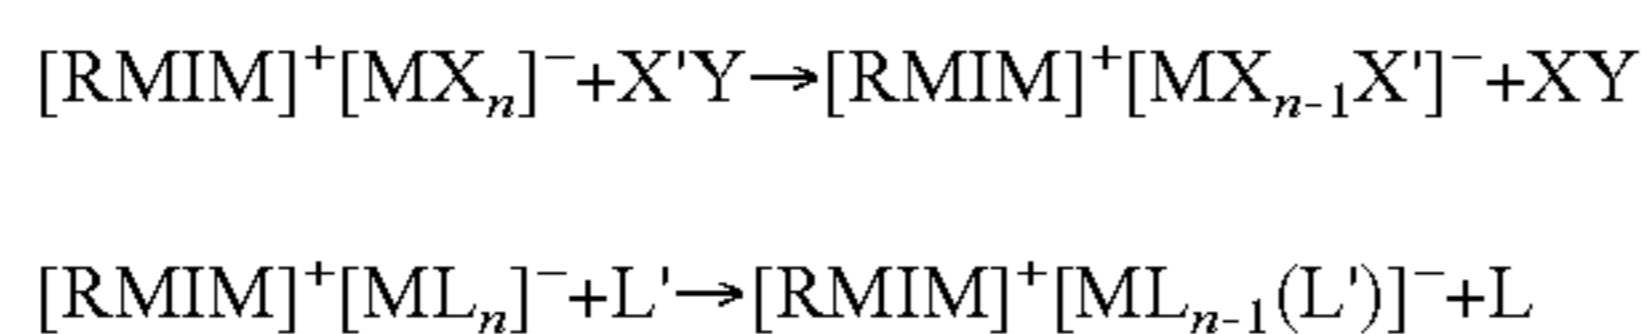 [RMIM]⁺[MXₙ]⁻+X'Y→[RMIM]⁺[MXₙ₋₁X']⁻+XY
[RMIM]⁺[MLₙ]⁻+L'→[RMIM]⁺[MLₙ₋₁(L')]⁻+L